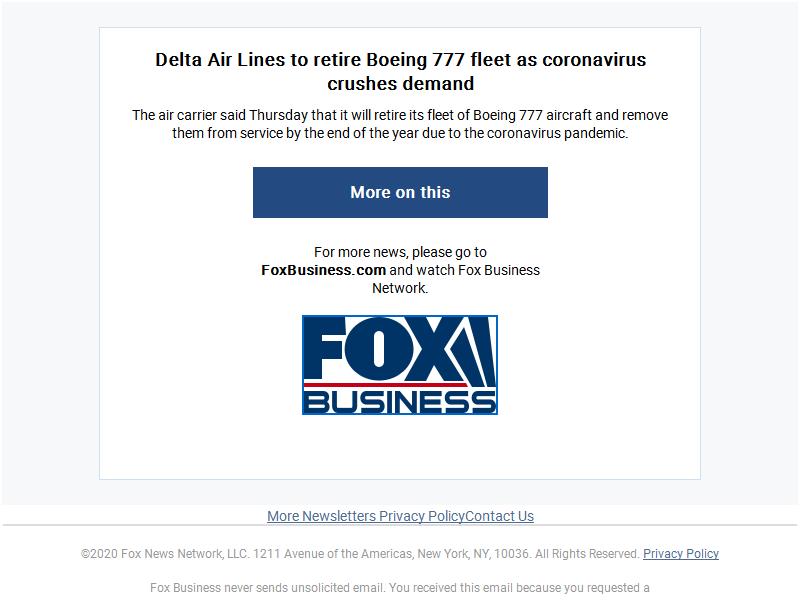 Delta Air Lines to retire Boeing 777 fleet as coronavirus
crushes demand
The air carrier said Thursday that it will retire its fleet of Boeing 777 aircraft and remove
them from service by the end of the year due to the coronavirus pandemic.
More on this
For more news, please go to
FoxBusiness.com and watch Fox Business
Network.
FOX
BUSINESS
More Newsletters Privacy PolicyContact Us
©2020 Fox News Network, LLC. 1211 Avenue of the Americas, New York, NY, 10036. All Rights Reserved. Privacy Policy
Fox Business never sends unsolicited email. You received this email because you requested a